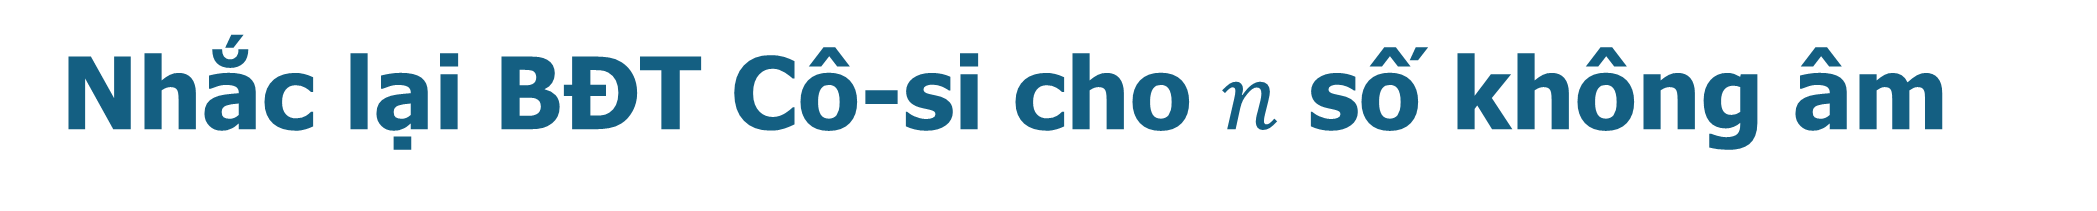 Nhắc lại BĐT Cô-si cho n số không âm